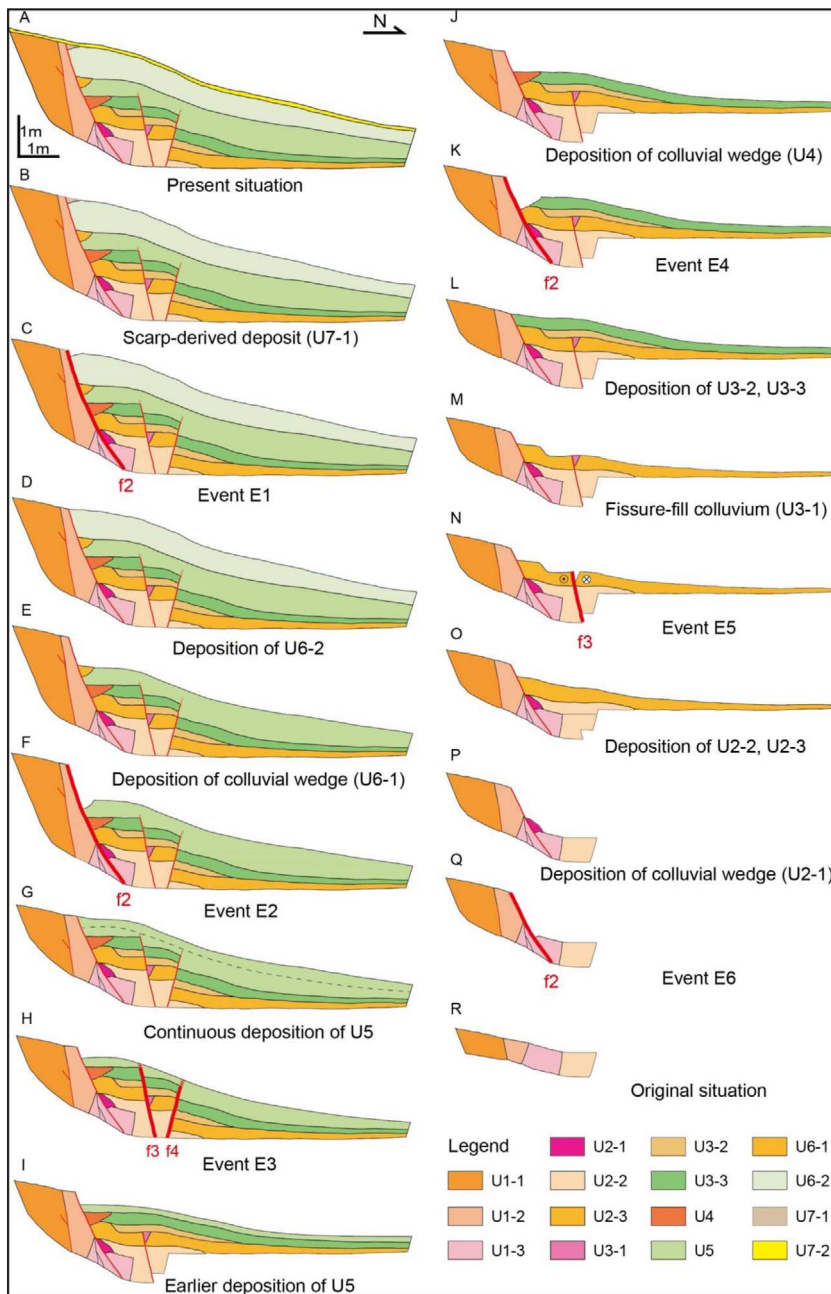 A
N
1m
1m
Present situation
B
Scarp-derived deposit (U7-1)
C
f2
Event E1
D
Deposition of U6-2
E
Deposition of colluvial wedge (U6-1)
F
f2
Event E2
G
Continuous deposition of U5
H
f3 f4
Event E3
I
Earlier deposition of U5
J
Deposition of colluvial wedge (U4)
K
f2
Event E4
L
Deposition of U3-2, U3-3
M
Fissure-fill colluvium (U3-1)
N
f3
Event E5
O
Deposition of U2-2, U2-3
P
Deposition of colluvial wedge (U2-1)
Q
f2
Event E6
R
Original situation
Legend
U2-1 U3-2 U6-1
U1-1 U2-2 U3-3 U6-2
U1-2 U2-3 U4 U7-1
U1-3 U3-1 U5 U7-2